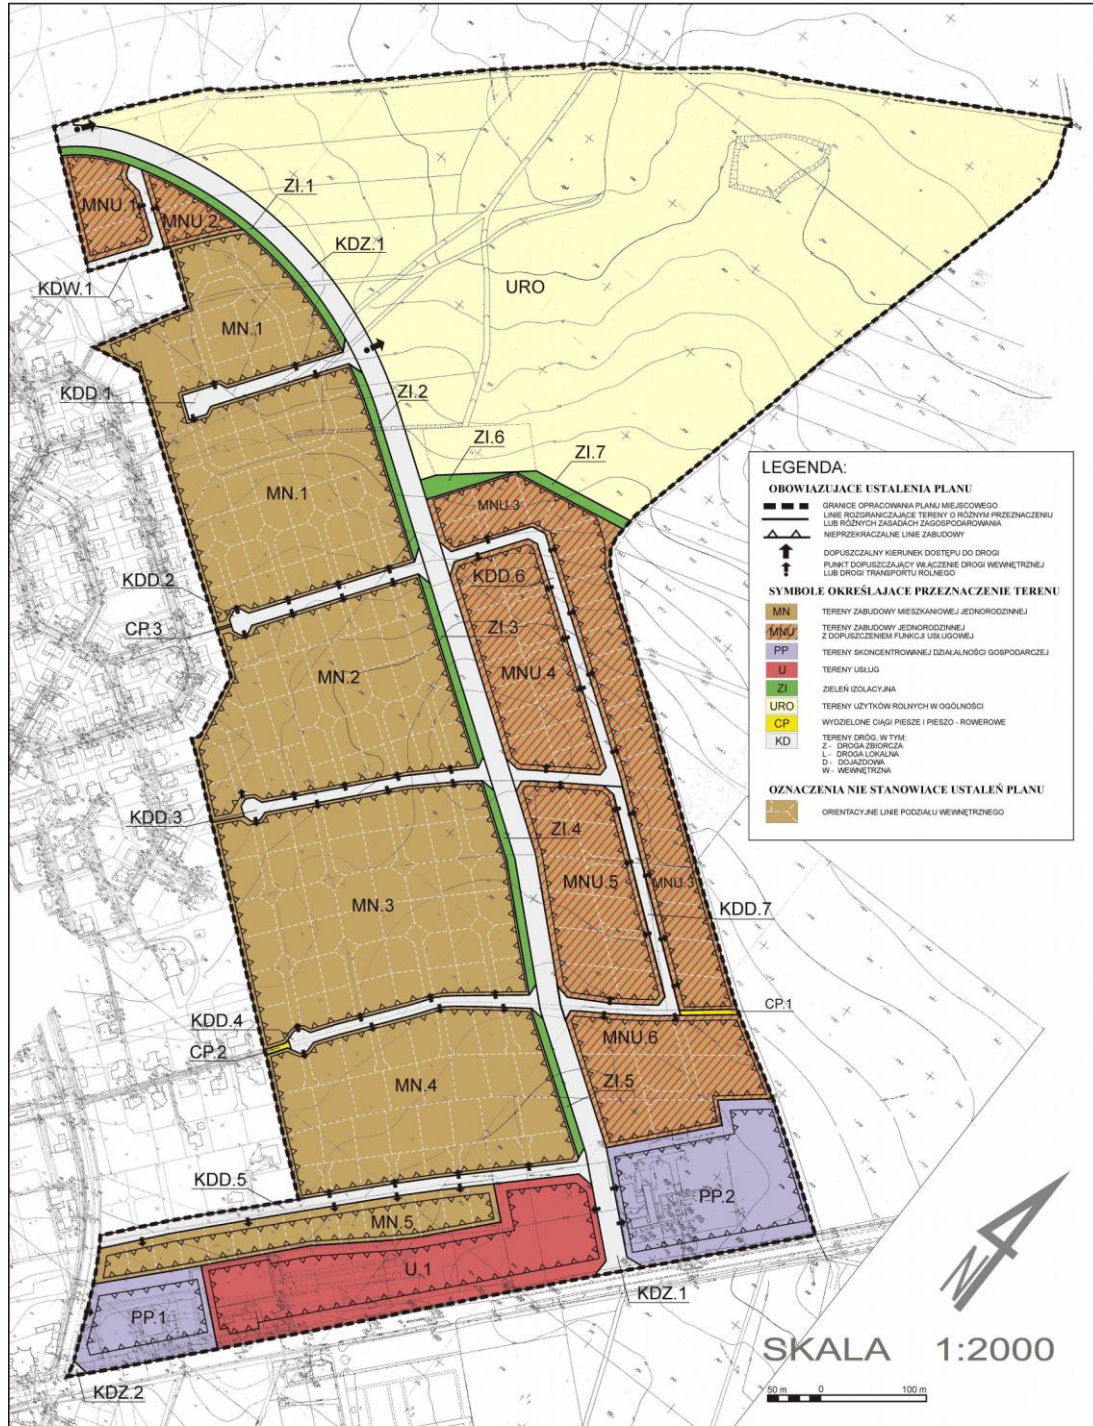 MNU.1
MNU.2
ZI.1
KDZ.1
KDW.1
URO
MN.1
KDD.1
ZI.2
ZI.6
ZI.7
MN.1
MNU.3
KDD.2
KDD.6
CP.3
ZI.3
MN.2
MNU.4
KDD.3
ZI.4
MNU.5
MNU.3
MN.3
KDD.7
CP.1
KDD.4
CP.2
MNU.6
MN.4
ZI.5
KDD.5
PP.2
MN.5
U.1
KDZ.1
PP.1
KDZ.2
LEGENDA:
OBOWIAZUJACE USTALENIA PLANU
GRANICE OPRACOWANIA PLANU MIEJSCOWEGO
LINIE ROZGRANICZAJĄCE TERENY O RÓŻNYM PRZEZNACZENIU
LUB RÓŻNYCH ZASADACH ZAGOSPODAROWANIA
NIEPRZEKRACZALNE LINIE ZABUDOWY
DOPUSZCZALNY KIERUNEK DOSTĘPU DO DROGI
PUNKT DOPUSZCZAJĄCY WŁĄCZENIE DROGI WEWNĘTRZNEJ
LUB DROGI TRANSPORTU ROLNEGO
SYMBOLE OKREŚLAJACE PRZEZNACZENIE TERENU
MN TERENY ZABUDOWY MIESZKANIOWEJ JEDNORODZINNEJ
MNU TERENY ZABUDOWY JEDNORODZINNEJ
Z DOPUSZCZENIEM FUNKCJI USŁUGOWEJ
PP TERENY SKONCENTROWANEJ DZIAŁALNOŚCI GOSPODARCZEJ
U TERENY USŁUG
ZI ZIELEŃ IZOLACYJNA
URO TERENY UŻYTKÓW ROLNYCH W OGÓLNOŚCI
CP WYDZIELONE CIĄGI PIESZE I PIESZO - ROWEROWE
KD TERENY DRÓG, W TYM:
Z - DROGA ZBIORCZA
L - DROGA LOKALNA
D - DOJAZDOWA
W - WEWNĘTRZNA
OZNACZENIA NIE STANOWIACE USTALEŃ PLANU
ORIENTACYJNE LINIE PODZIAŁU WEWNĘTRZNEGO
N
SKALA 1:2000
50 m 0 100 m